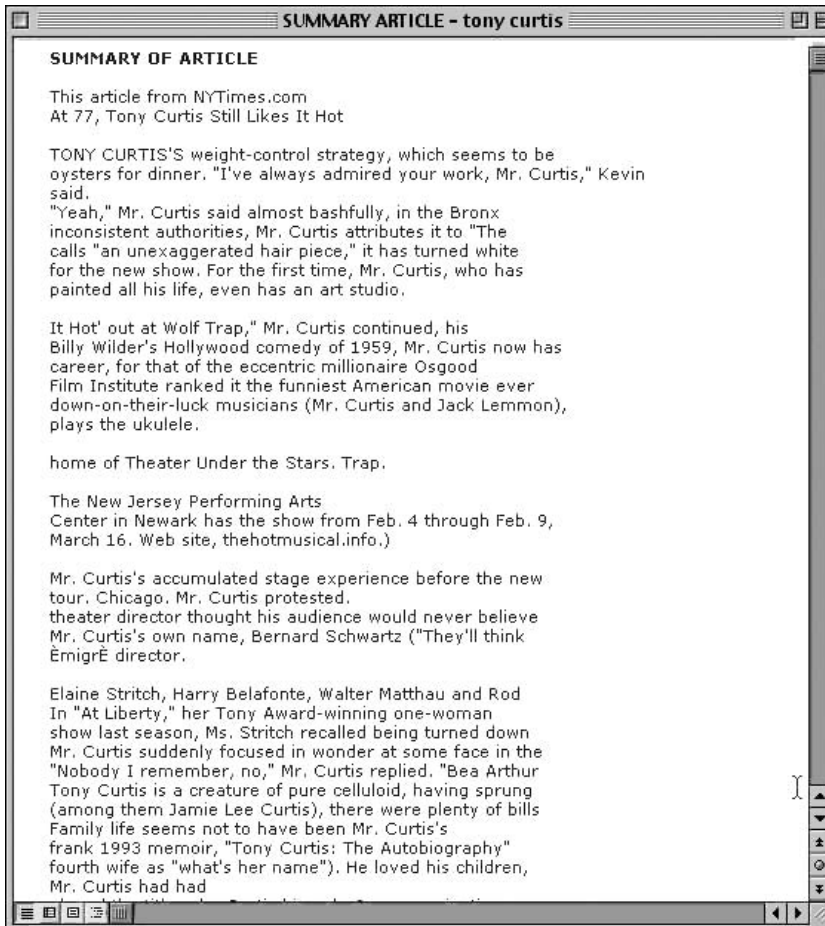 SUMMARY ARTICLE - tony curtis
SUMMARY OF ARTICLE
This article from NYTimes.com
At 77, Tony Curtis Still Likes It Hot
TONY CURTIS'S weight-control strategy, which seems to be
oysters for dinner. "I've always admired your work, Mr. Curtis," Kevin
said.
"Yeah," Mr. Curtis said almost bashfully, in the Bronx
inconsistent authorities, Mr. Curtis attributes it to "The
calls "an unexaggerated hair piece," it has turned white
for the new show. For the first time, Mr. Curtis, who has
painted all his life, even has an art studio.
It Hot' out at Wolf Trap," Mr. Curtis continued, his
Billy Wilder's Hollywood comedy of 1959, Mr. Curtis now has
career, for that of the eccentric millionaire Osgood
Film Institute ranked it the funniest American movie ever
down-on-their-luck musicians (Mr. Curtis and Jack Lemmon),
plays the ukulele.
home of Theater Under the Stars. Trap.
The New Jersey Performing Arts
Center in Newark has the show from Feb. 4 through Feb. 9,
March 16. Web site, thehotmusical.info.)
Mr. Curtis's accumulated stage experience before the new
tour. Chicago. Mr. Curtis protested.
theater director thought his audience would never believe
Mr. Curtis's own name, Bernard Schwartz ("They'll think
ÈmigrÈ director.
Elaine Stritch, Harry Belafonte, Walter Matthau and Rod
In "At Liberty," her Tony Award-winning one-woman
show last season, Ms. Stritch recalled being turned down
Mr. Curtis suddenly focused in wonder at some face in the
"Nobody I remember, no," Mr. Curtis replied. "Bea Arthur
Tony Curtis is a creature of pure celluloid, having sprung
(among them Jamie Lee Curtis), there were plenty of bills
Family life seems not to have been Mr. Curtis's
frank 1993 memoir, "Tony Curtis: The Autobiography"
fourth wife as "what's her name"). He loved his children,
Mr. Curtis had had